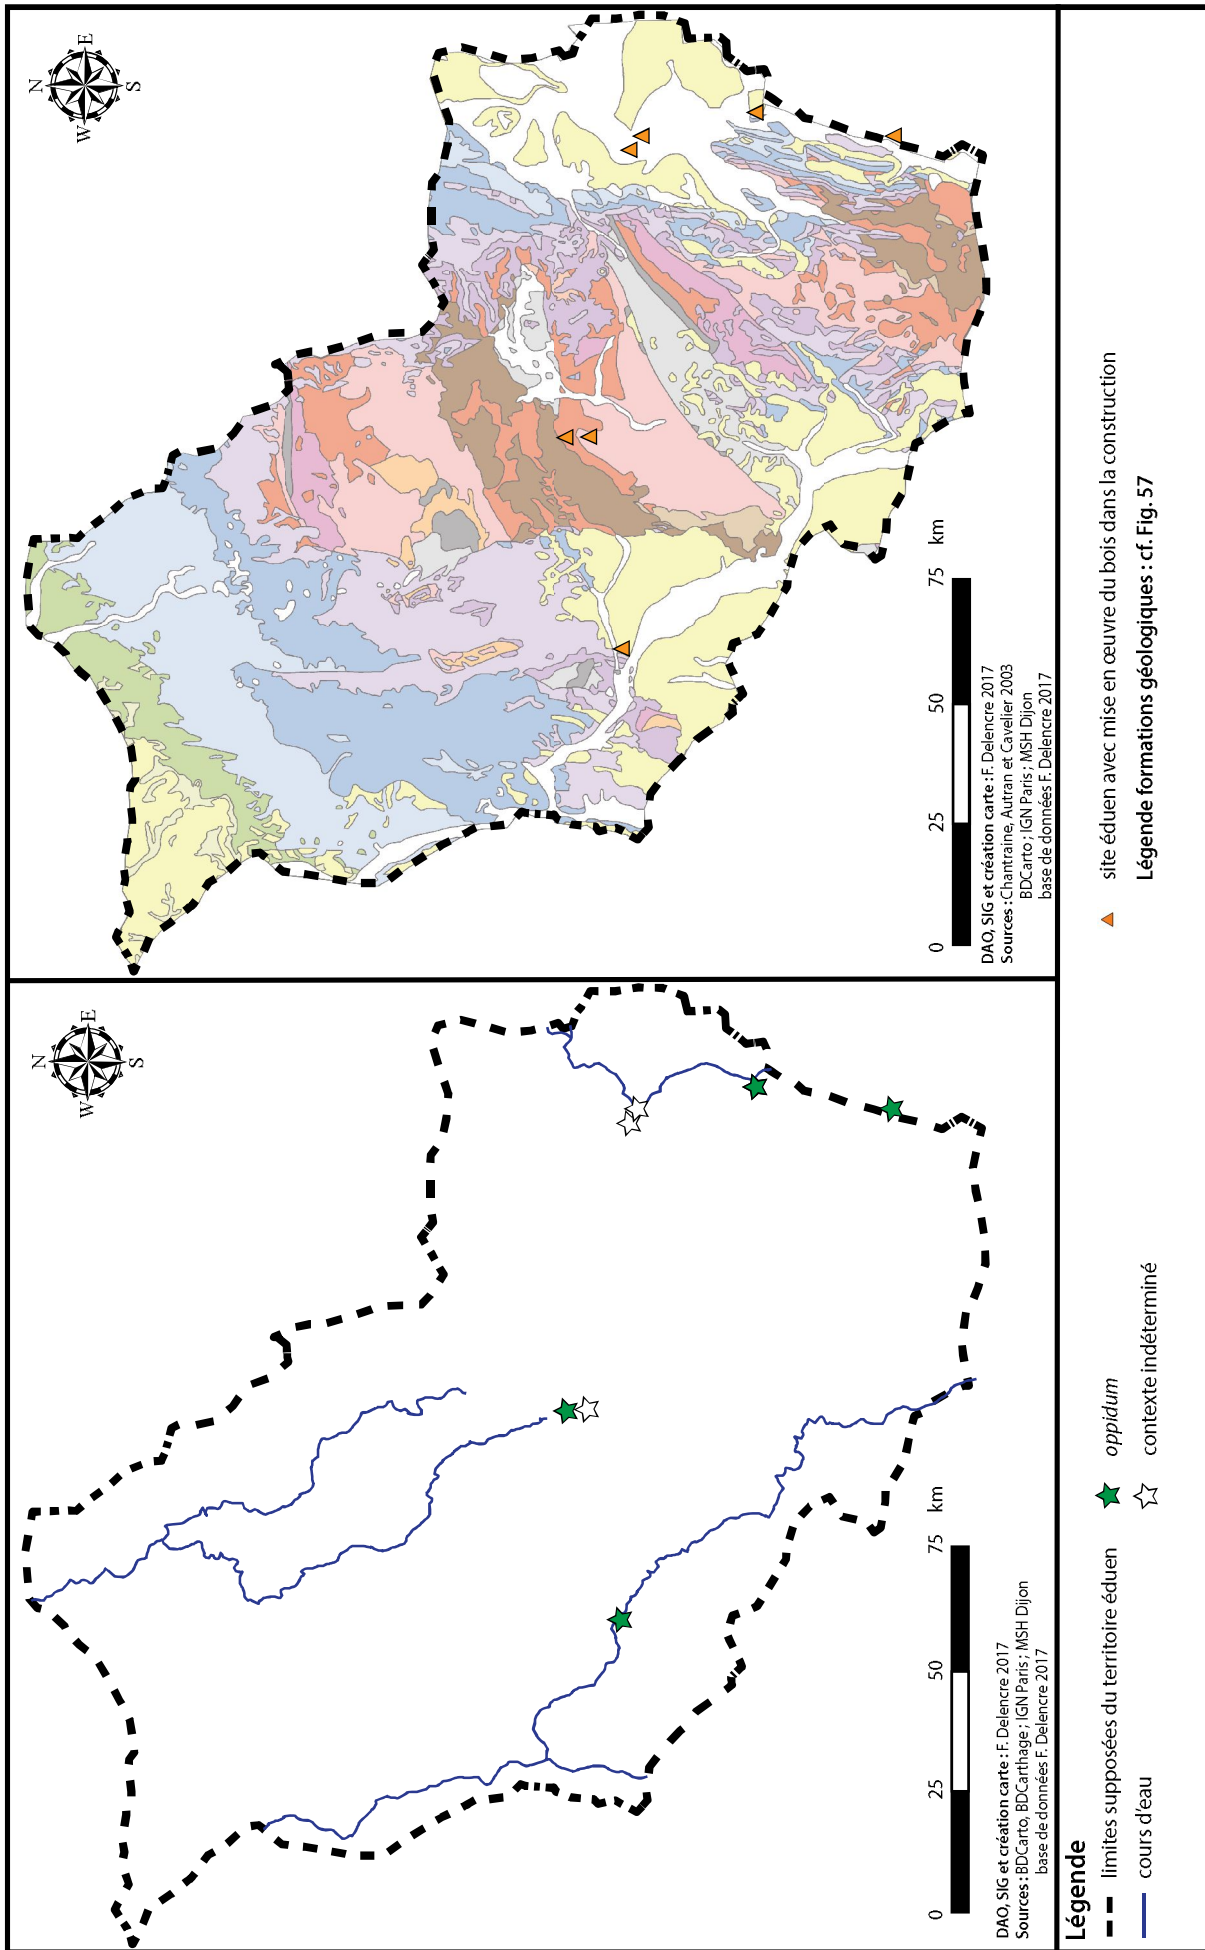 N
E
S
W
0
25
50
75
km
DAO, SIG et création carte : F. Delencre 2017
Sources : BDCarto, BDCarthage ; IGN Paris ; MSH Dijon
base de données F. Delencre 2017
N
E
S
W
0
25
50
75
km
DAO, SIG et création carte : F. Delencre 2017
Sources : Chantraine, Autran et Cavelier 2003
BDCarto ; IGN Paris ; MSH Dijon
base de données F. Delencre 2017
Légende
limites supposées du territoire éduen
cours d'eau
oppidum
contexte indéterminé
site éduen avec mise en œuvre du bois dans la construction
Légende formations géologiques : cf. Fig. 57